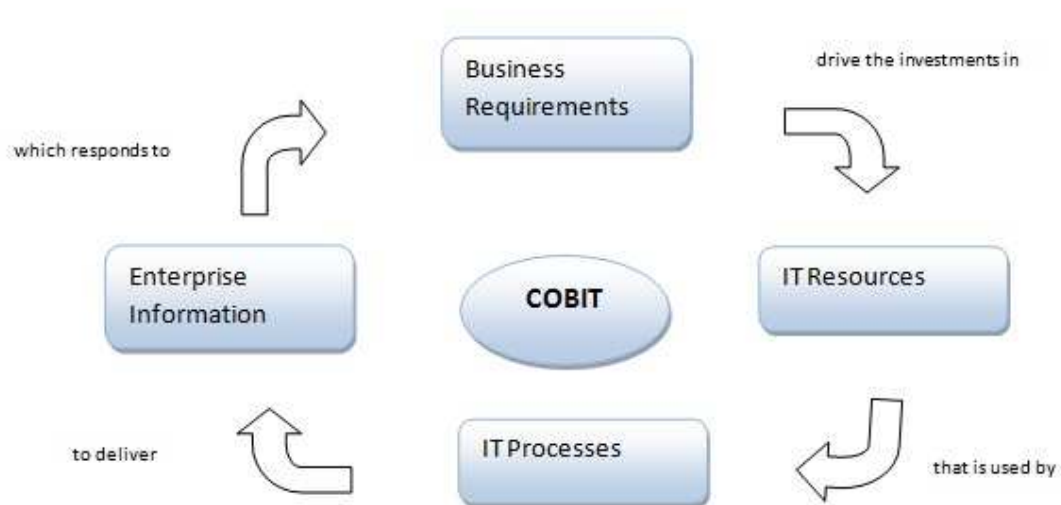 Business
Requirements
drive the investments in
which responds to
Enterprise
Information
COBIT
IT Resources
to deliver
IT Processes
that is used by